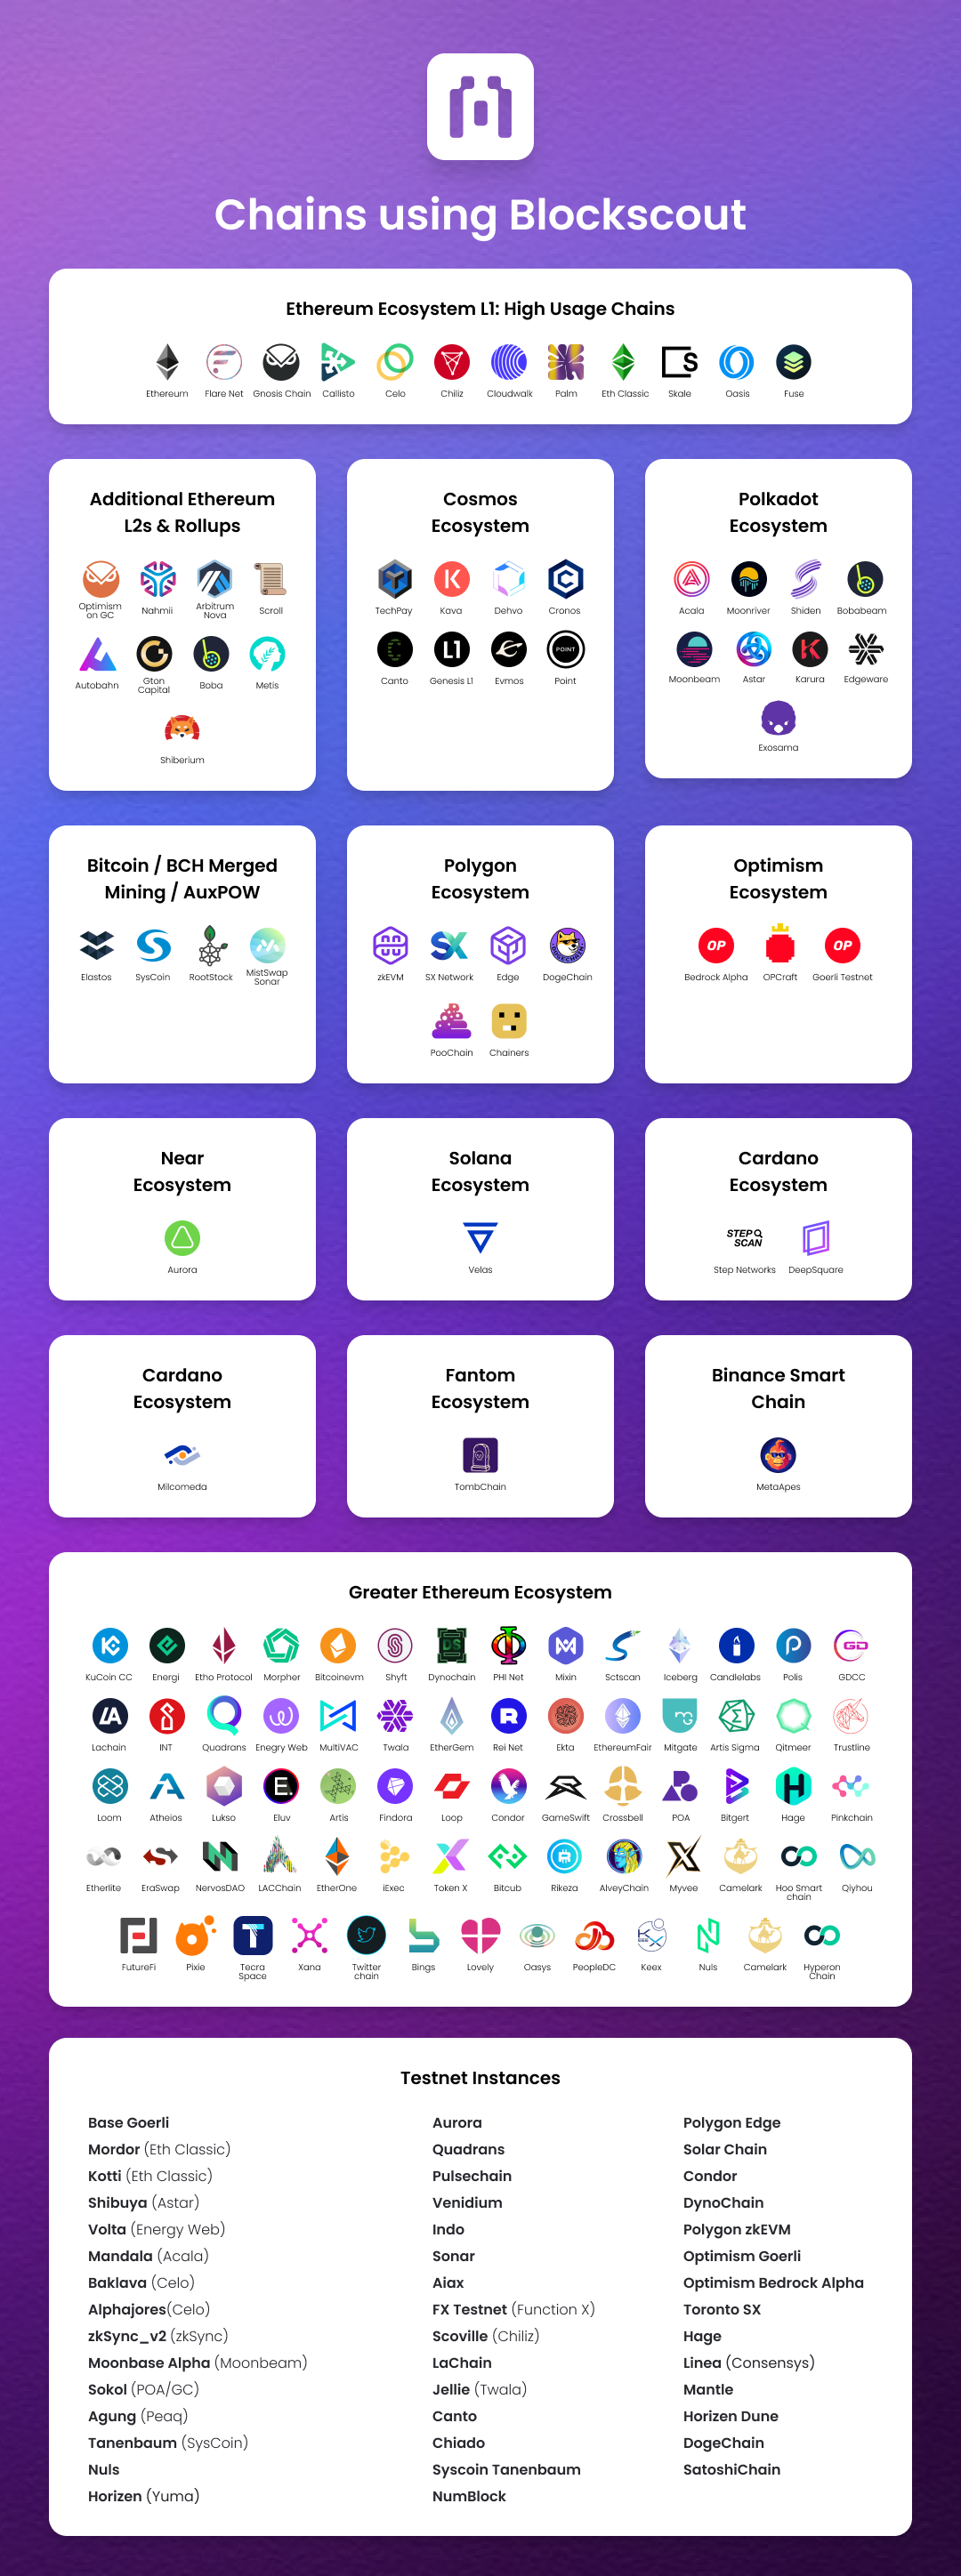 Chains using Blockscout
Ethereum Ecosystem L1: High Usage Chains
Ethereum Flare Net Gnosis Chain Callisto Celo Chiliz Cloudwalk Palm Eth Classic Skale Oasis Fuse
Additional Ethereum
L2s & Rollups
Optimism
on GC
Nahmii
Arbitrum
Nova
Scroll
Autobahn
Gton
Capital
Boba
Metis
Shiberium
Cosmos
Ecosystem
TechPay Kava Dehvo Cronos
POINT
Canto Genesis L1 Evmos Point
Polkadot
Ecosystem
Acala Moonriver Shiden Bobabeam
Moonbeam Astar Karura Edgeware
Exosama
Bitcoin / BCH Merged
Mining / AuxPOW
Elastos SysCoin RootStock
MistSwap
Sonar
Polygon
Ecosystem
zkEVM SX Network Edge DogeChain
PooChain Chainers
Optimism
Ecosystem
OP OP
Bedrock Alpha OPCraft Goerli Testnet
Near
Ecosystem
Aurora
Solana
Ecosystem
Velas
Cardano
Ecosystem
STEP
SCAN
Step Networks DeepSquare
Cardano
Ecosystem
Milcomeda
Fantom
Ecosystem
TombChain
Binance Smart
Chain
MetaApes
Greater Ethereum Ecosystem
KuCoin CC Energi Etho Protocol Morpher Bitcoinevm Shyft Dynochain PHI Net Mixin Sctscan Iceberg Candlelabs Polis GDCC
Lachain INT Quadrans Enegry Web MultiVAC Twala EtherGem Rei Net Ekta EthereumFair Mitgate Artis Sigma Qitmeer Trustline
Loom Atheios Lukso Eluv Artis Findora Loop Condor GameSwift Crossbell POA Bitgert Hage Pinkchain
Etherlite EraSwap NervosDAO LACChain EtherOne iExec Token X Bitcub Rikeza AlveyChain Myvee Camelark Hoo Smart
chain
Qiyhou
FutureFi Pixie Tecra
Space
Xana Twitter
chain
Bings Lovely Oasys PeopleDC Keex Nuls Camelark Hyperon
Chain
Testnet Instances
Base Goerli
Mordor (Eth Classic)
Kotti (Eth Classic)
Shibuya (Astar)
Volta (Energy Web)
Mandala (Acala)
Baklava (Celo)
Alphajores(Celo)
zkSync_v2 (zkSync)
Moonbase Alpha (Moonbeam)
Sokol (POA/GC)
Agung (Peaq)
Tanenbaum (SysCoin)
Nuls
Horizen (Yuma)
Aurora
Quadrans
Pulsechain
Venidium
Indo
Sonar
Aiax
FX Testnet (Function X)
Scoville (Chiliz)
LaChain
Jellie (Twala)
Canto
Chiado
Syscoin Tanenbaum
NumBlock
Polygon Edge
Solar Chain
Condor
DynoChain
Polygon zkEVM
Optimism Goerli
Optimism Bedrock Alpha
Toronto SX
Hage
Linea (Consensys)
Mantle
Horizen Dune
DogeChain
SatoshiChain